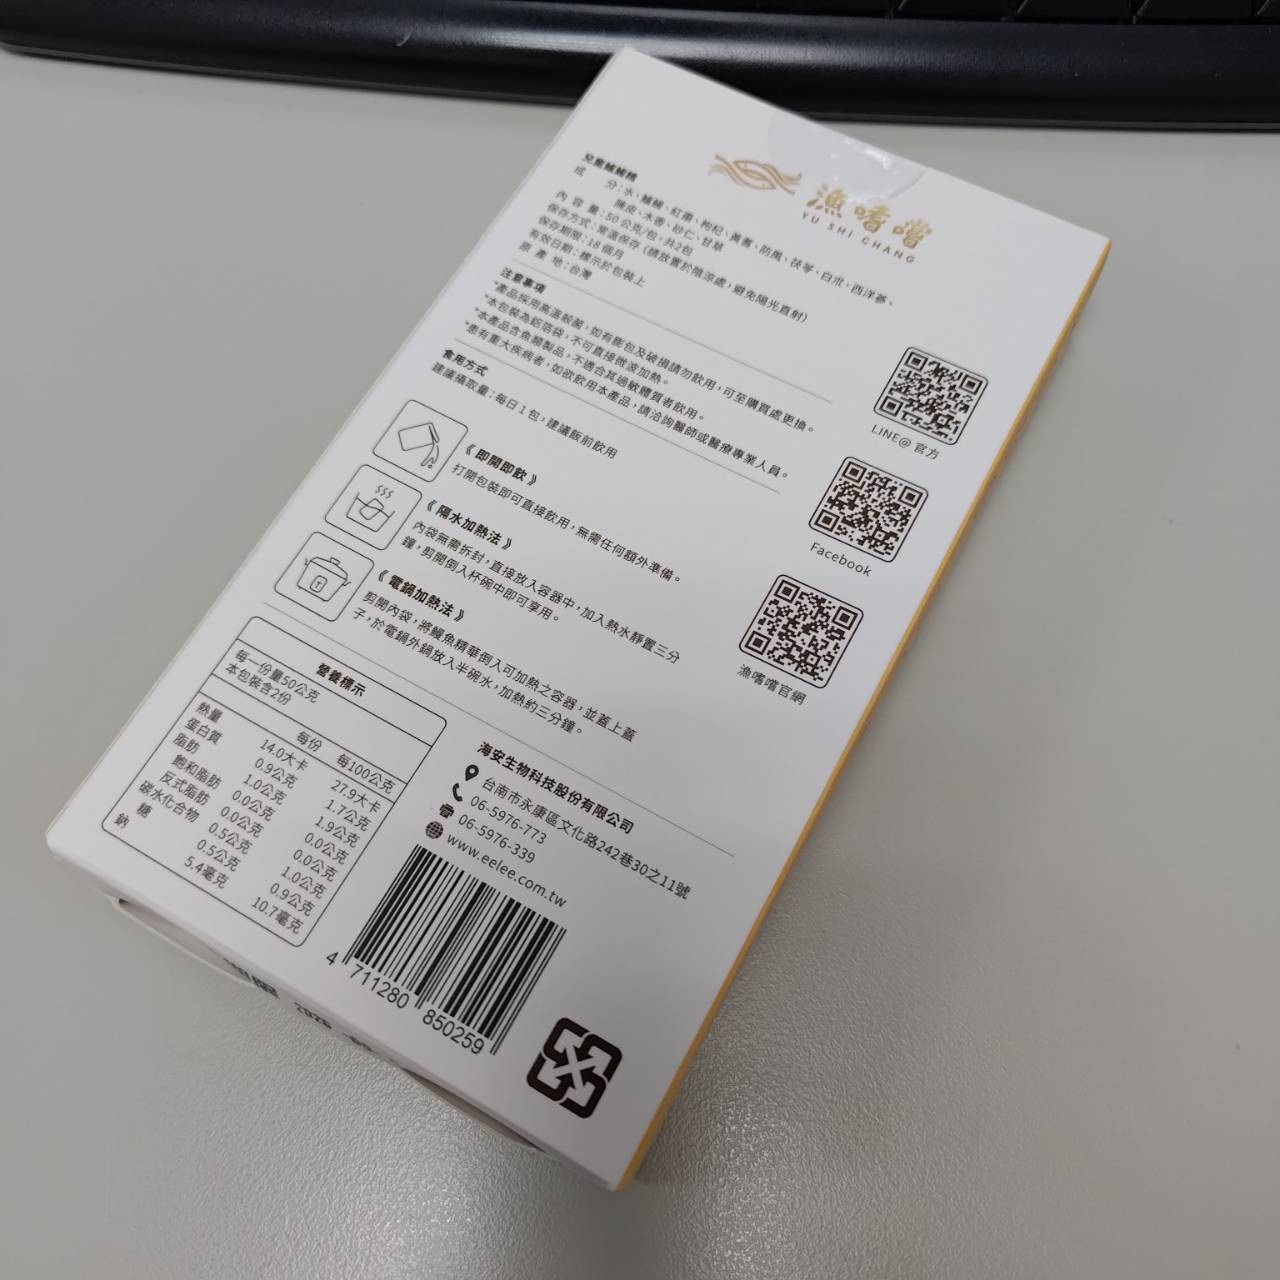 漁嗜嚐
YU SHI CHANG
兒童鱸鰻精
成 分：水、鱸鰻、紅棗、枸杞、黃耆、防風、茯苓、白朮、西洋蔘、
陳皮、木香、砂仁、甘草
內 容 量：50 公克/包，共2包
保存方式：常溫保存（請放置於陰涼處，避免陽光直射）
保存期限：18 個月
有效日期：標示於包裝上
原 產 地：台灣
注意事項
*產品採用高溫殺菌，如有膨包及破損請勿飲用，可至購買處更換。
*本包裝為鋁箔袋，不可直接微波加熱。
*本產品含魚類製品，不適合其過敏體質者飲用。
*患有重大疾病者，如欲飲用本產品，請洽詢醫師或醫療專業人員。
食用方式
建議攝取量：每日 1 包，建議飯前飲用
《 即開即飲 》
打開包裝即可直接飲用，無需任何額外準備。
《 隔水加熱法 》
內袋無需拆封，直接放入容器中，加入熱水靜置三分
鐘，剪開倒入杯碗中即可享用。
《 電鍋加熱法 》
剪開內袋，將鰻魚精華倒入可加熱之容器，並蓋上蓋
子，於電鍋外鍋放入半碗水，加熱約三分鐘。
LINE@ 官方
Facebook
漁嗜嚐官網
營養標示
每一份量50公克
本包裝含2份
每份 每100公克
熱量 14.0大卡 27.9大卡
蛋白質 0.9公克 1.7公克
脂肪 1.0公克 1.9公克
飽和脂肪 0.0公克 0.0公克
反式脂肪 0.0公克 0.0公克
碳水化合物 0.5公克 1.0公克
糖 0.5公克 0.9公克
鈉 5.4毫克 10.7毫克
海安生物科技股份有限公司
台南市永康區文化路242巷30之11號
06-5976-773
06-5976-339
www.eelee.com.tw
4 711280 850259